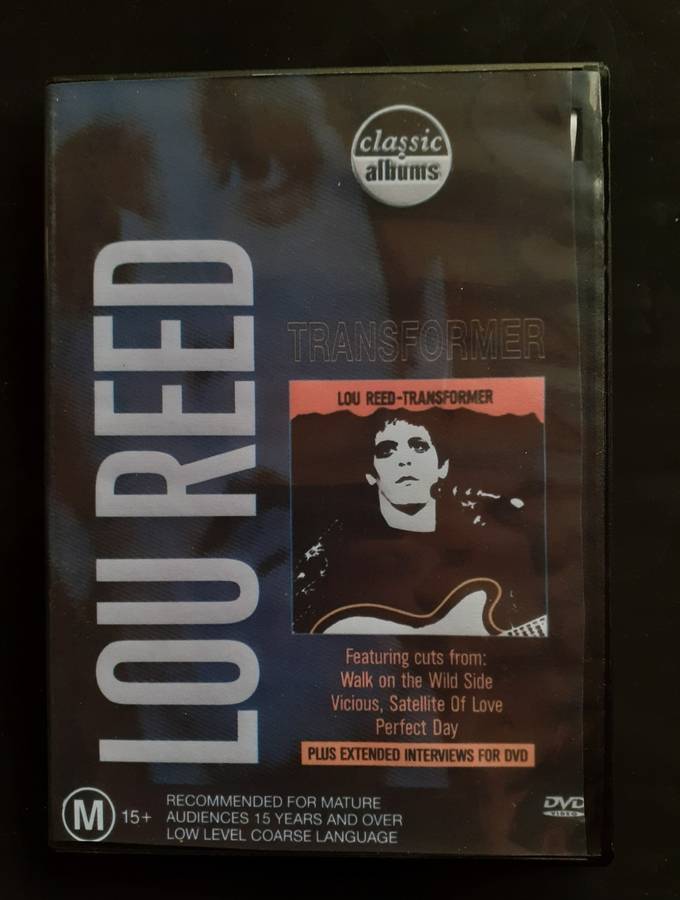 classic
albums
LOU REED
TRANSFORMER
LOU REED-TRANSFORMER
Featuring cuts from:
Walk on the Wild Side
Vicious, Satellite Of Love
Perfect Day
PLUS EXTENDED INTERVIEWS FOR DVD
M 15+
RECOMMENDED FOR MATURE
AUDIENCES 15 YEARS AND OVER
LOW LEVEL COARSE LANGUAGE
DVD
VIDEO